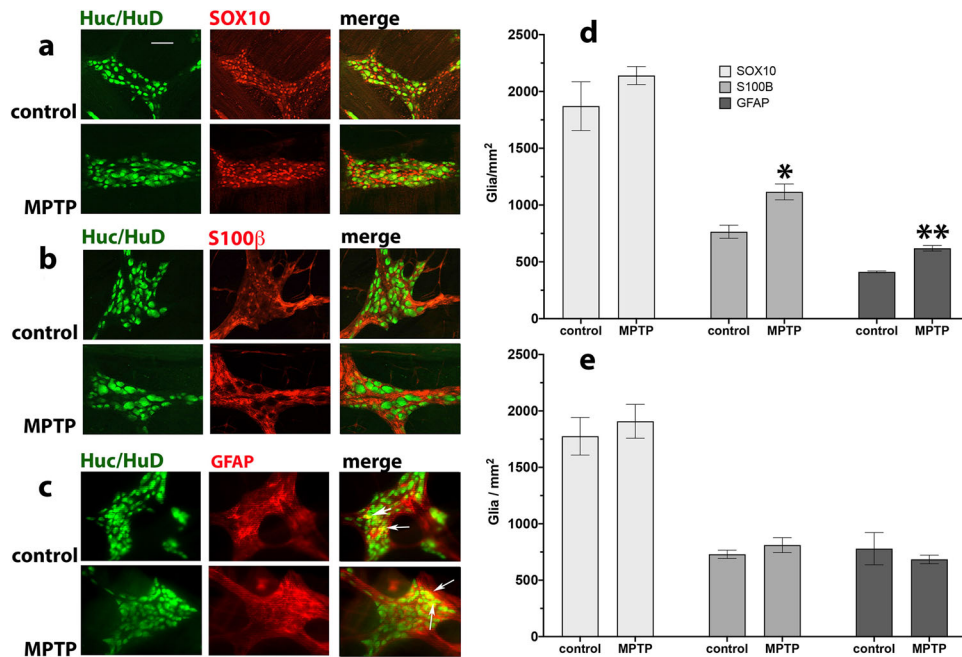 Huc/HuD SOX10 merge
a
control
MPTP
Huc/HuD S100β merge
b
control
MPTP
Huc/HuD GFAP merge
c
control
MPTP
d
2500
2000
1500
1000
500
0
Glia/mm²
SOX10
S100B
GFAP
*
**
control MPTP control MPTP control MPTP
e
2500
2000
1500
1000
500
0
Glia / mm²
control MPTP control MPTP control MPTP